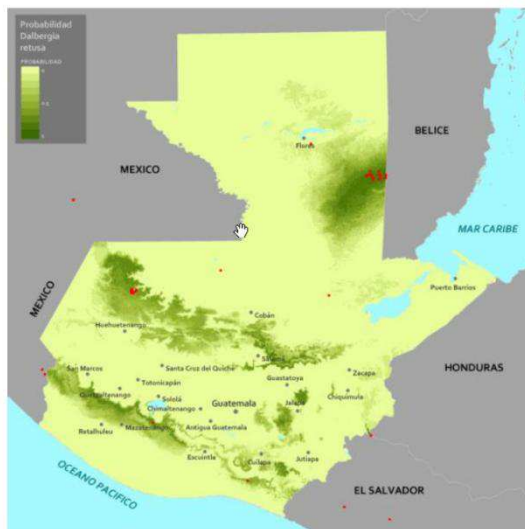 Probabilidad
Dalbergia
retusa
PROBABILIDAD
BELICE
Flores
MEXICO
MAR CARIBE
Puerto Barrios
MEXICO
Cobán
Huehuetenango
HONDURAS
San Marcos
Santa Cruz del Quiché
Salamá
Zacapa
Totonicapán
Guastatoya
Quetzaltenango
Sololá
Chiquimula
Chimaltenango
Guatemala
Jalapa
Retalhuleu
Mazatenango
Antigua Guatemala
Escuintla
Cuilapa
Jutiapa
OCEANO PACIFICO
EL SALVADOR